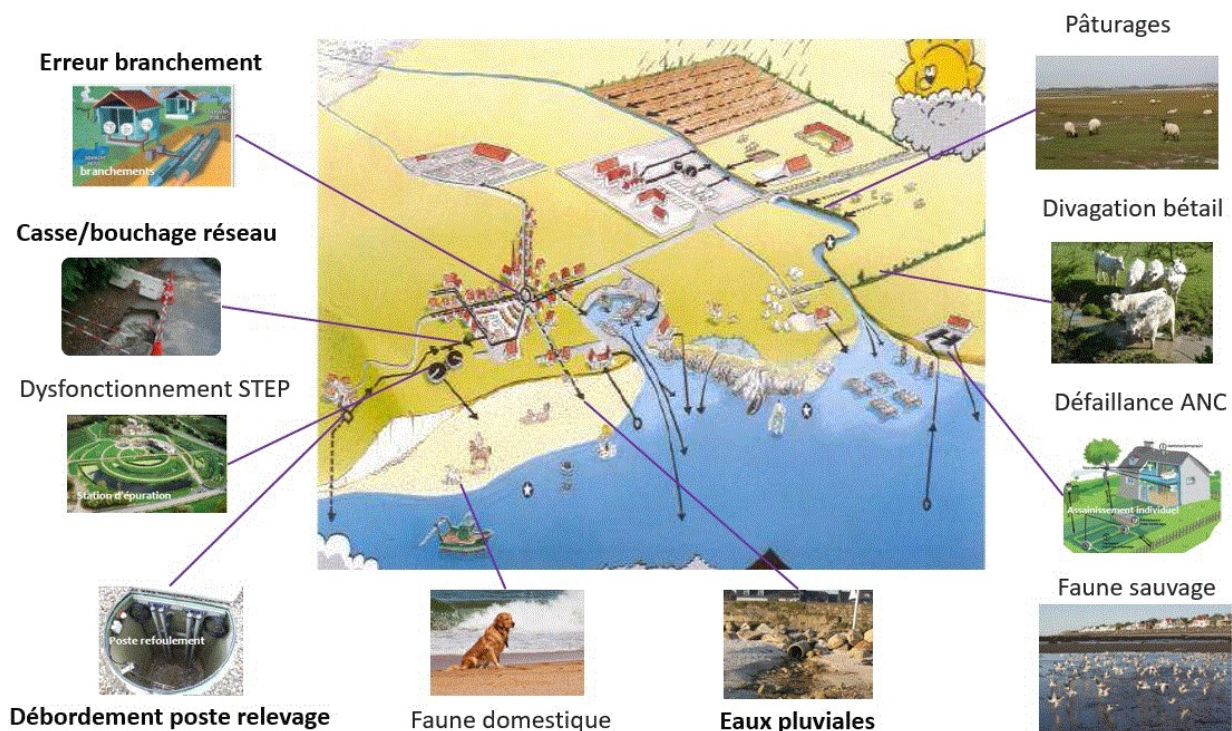 Pâturages
Erreur branchement
branchements
Divagation bétail
Casse/bouchage réseau
Dysfonctionnement STEP
Défaillance ANC
Station d'épuration
Assainissement individuel
Faune sauvage
Poste refoulement
Débordement poste relevage
Faune domestique
Eaux pluviales